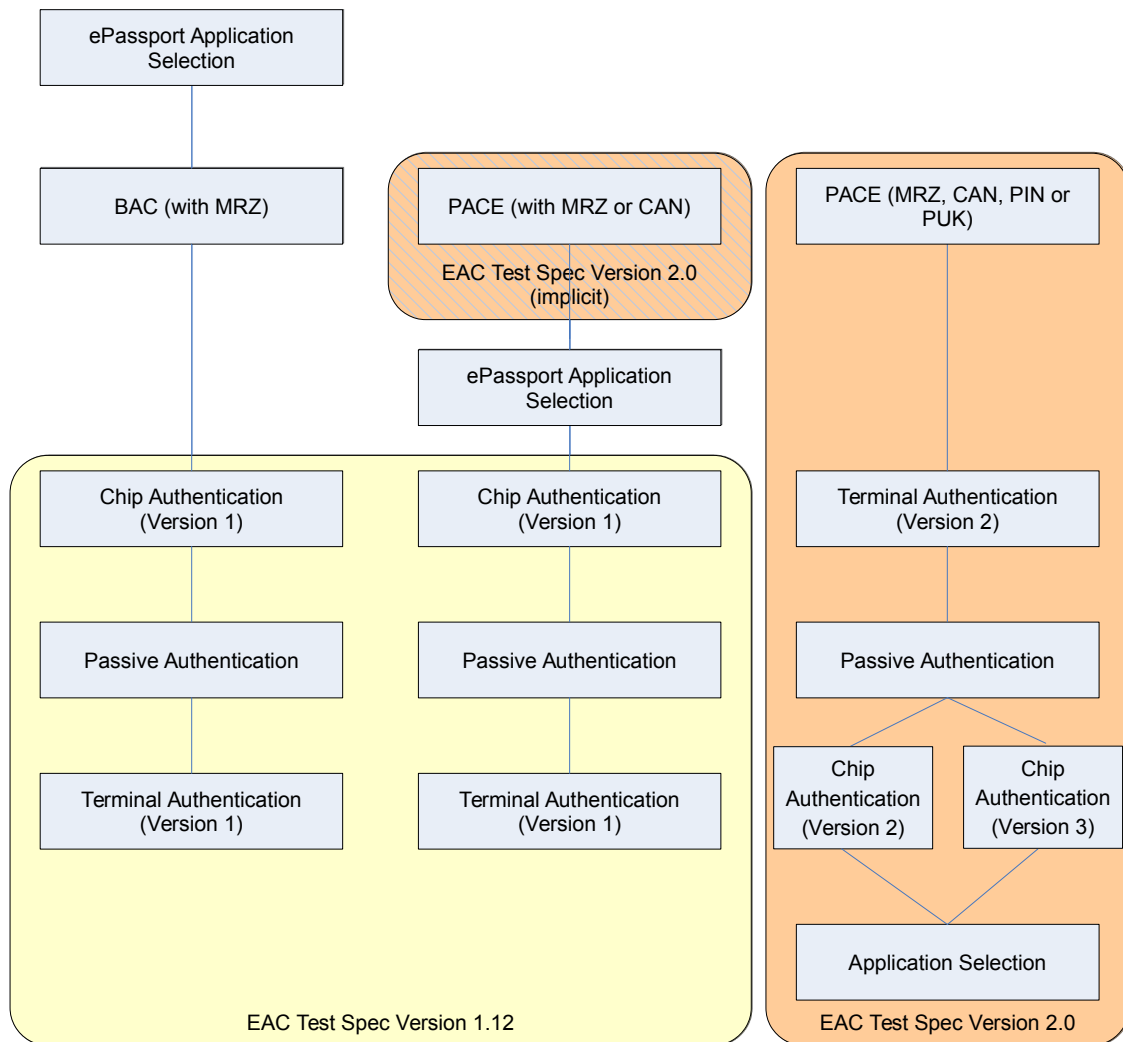 ePassport Application
Selection
BAC (with MRZ)
PACE (with MRZ or CAN)
EAC Test Spec Version 2.0
(implicit)
PACE (MRZ, CAN, PIN or
PUK)
ePassport Application
Selection
Chip Authentication
(Version 1)
Chip Authentication
(Version 1)
Terminal Authentication
(Version 2)
Passive Authentication
Passive Authentication
Passive Authentication
Terminal Authentication
(Version 1)
Terminal Authentication
(Version 1)
Chip
Authentication
(Version 2)
Chip
Authentication
(Version 3)
Application Selection
EAC Test Spec Version 1.12
EAC Test Spec Version 2.0